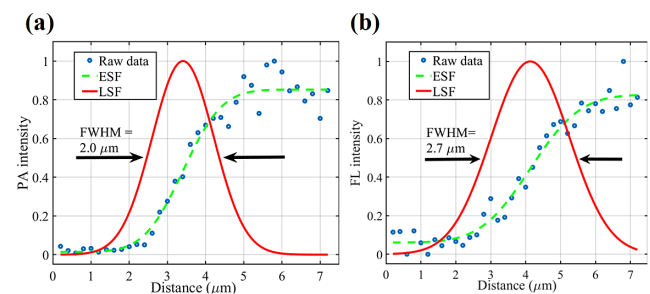 (a)
Raw data
ESF
LSF
FWHM =
2.0 μm
PA intensity
1
0.8
0.6
0.4
0.2
0
0 1 2 3 4 5 6 7
Distance (μm)
(b)
Raw data
ESF
LSF
FWHM=
2.7 μm
FL intensity
1
0.8
0.6
0.4
0.2
0
0 1 2 3 4 5 6 7
Distance (μm)